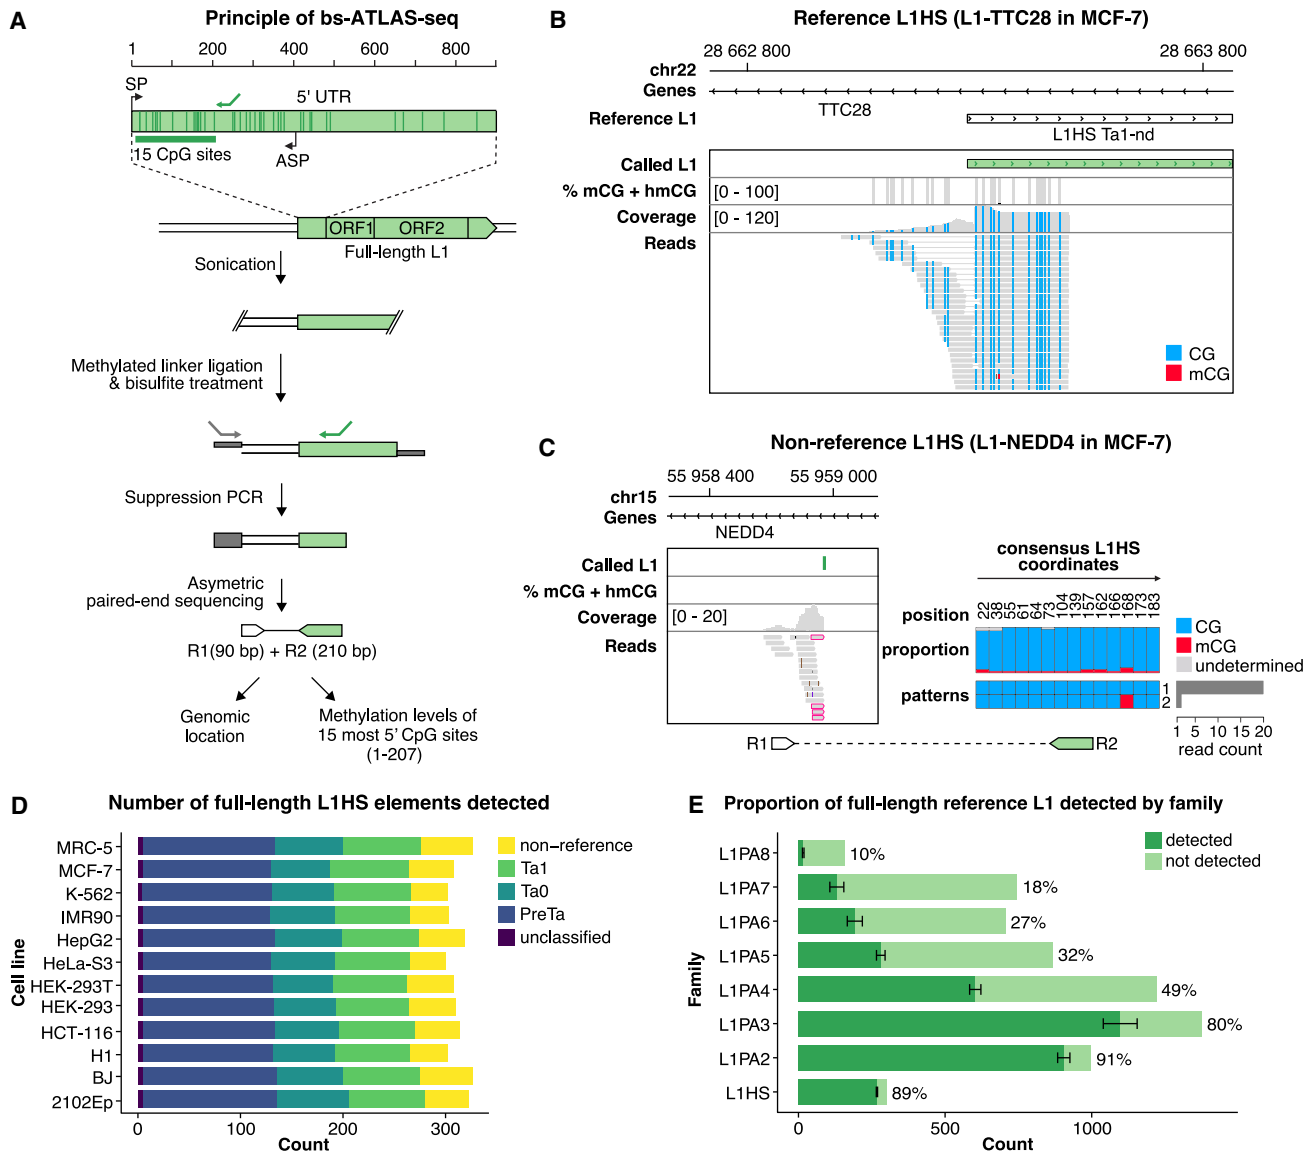 A
Principle of bs-ATLAS-seq
1 200 400 600 800
SP
5' UTR
15 CpG sites
ASP
ORF1 ORF2
Full-length L1
Sonication
Methylated linker ligation
& bisulfite treatment
Suppression PCR
Asymetric
paired-end sequencing
R1(90 bp) + R2 (210 bp)
Genomic
location
Methylation levels of
15 most 5' CpG sites
(1-207)
B
Reference L1HS (L1-TTC28 in MCF-7)
28 662 800 28 663 800
chr22
Genes
TTC28
Reference L1
L1HS Ta1-nd
Called L1
% mCG + hmCG [0 - 100]
Coverage [0 - 120]
Reads
CG
mCG
C
Non-reference L1HS (L1-NEDD4 in MCF-7)
55 958 400 55 959 000
chr15
Genes
NEDD4
Called L1
% mCG + hmCG
Coverage [0 - 20]
Reads
consensus L1HS
coordinates
position 22 38 55 61 64 73 104 139 157 162 166 168 173 183
proportion
patterns
1
2
CG
mCG
undetermined
1 5 10 15 20
read count
R1 R2
D
Number of full-length L1HS elements detected
Cell line
MRC-5
MCF-7
K-562
IMR90
HepG2
HeLa-S3
HEK-293T
HEK-293
HCT-116
H1
BJ
2102Ep
0 100 200 300
Count
non-reference
Ta1
Ta0
PreTa
unclassified
E
Proportion of full-length reference L1 detected by family
detected
not detected
Family
L1PA8 10%
L1PA7 18%
L1PA6 27%
L1PA5 32%
L1PA4 49%
L1PA3 80%
L1PA2 91%
L1HS 89%
0 500 1000
Count